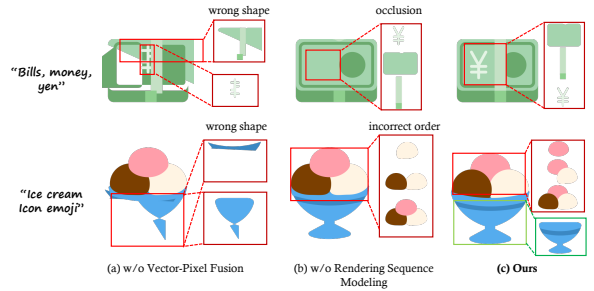 wrong shape
occlusion
“Bills, money,
yen”
¥
wrong shape
incorrect order
“Ice cream
Icon emoji”
(a) w/o Vector-Pixel Fusion
(b) w/o Rendering Sequence
Modeling
(c) Ours